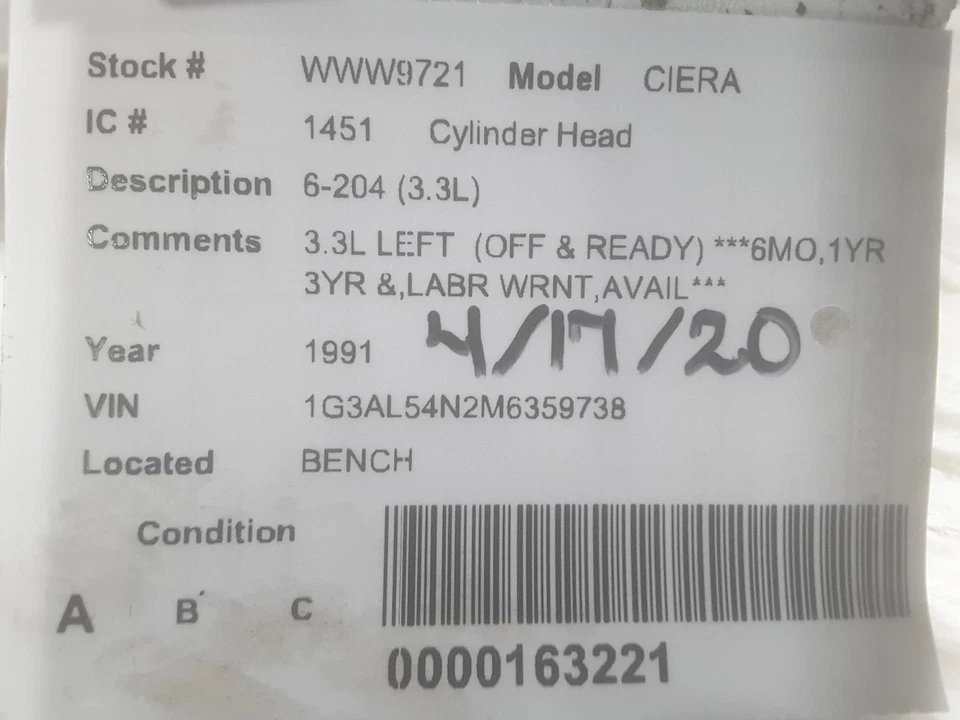 Stock # WWW9721 Model CIERA
IC # 1451 Cylinder Head
Description 6-204 (3.3L)
Comments 3.3L LEFT (OFF & READY) ***6MO,1YR
3YR &,LABR WRNT,AVAIL***
4/17/20
Year 1991
VIN 1G3AL54N2M6359738
Located BENCH
Condition
A B C
0000163221